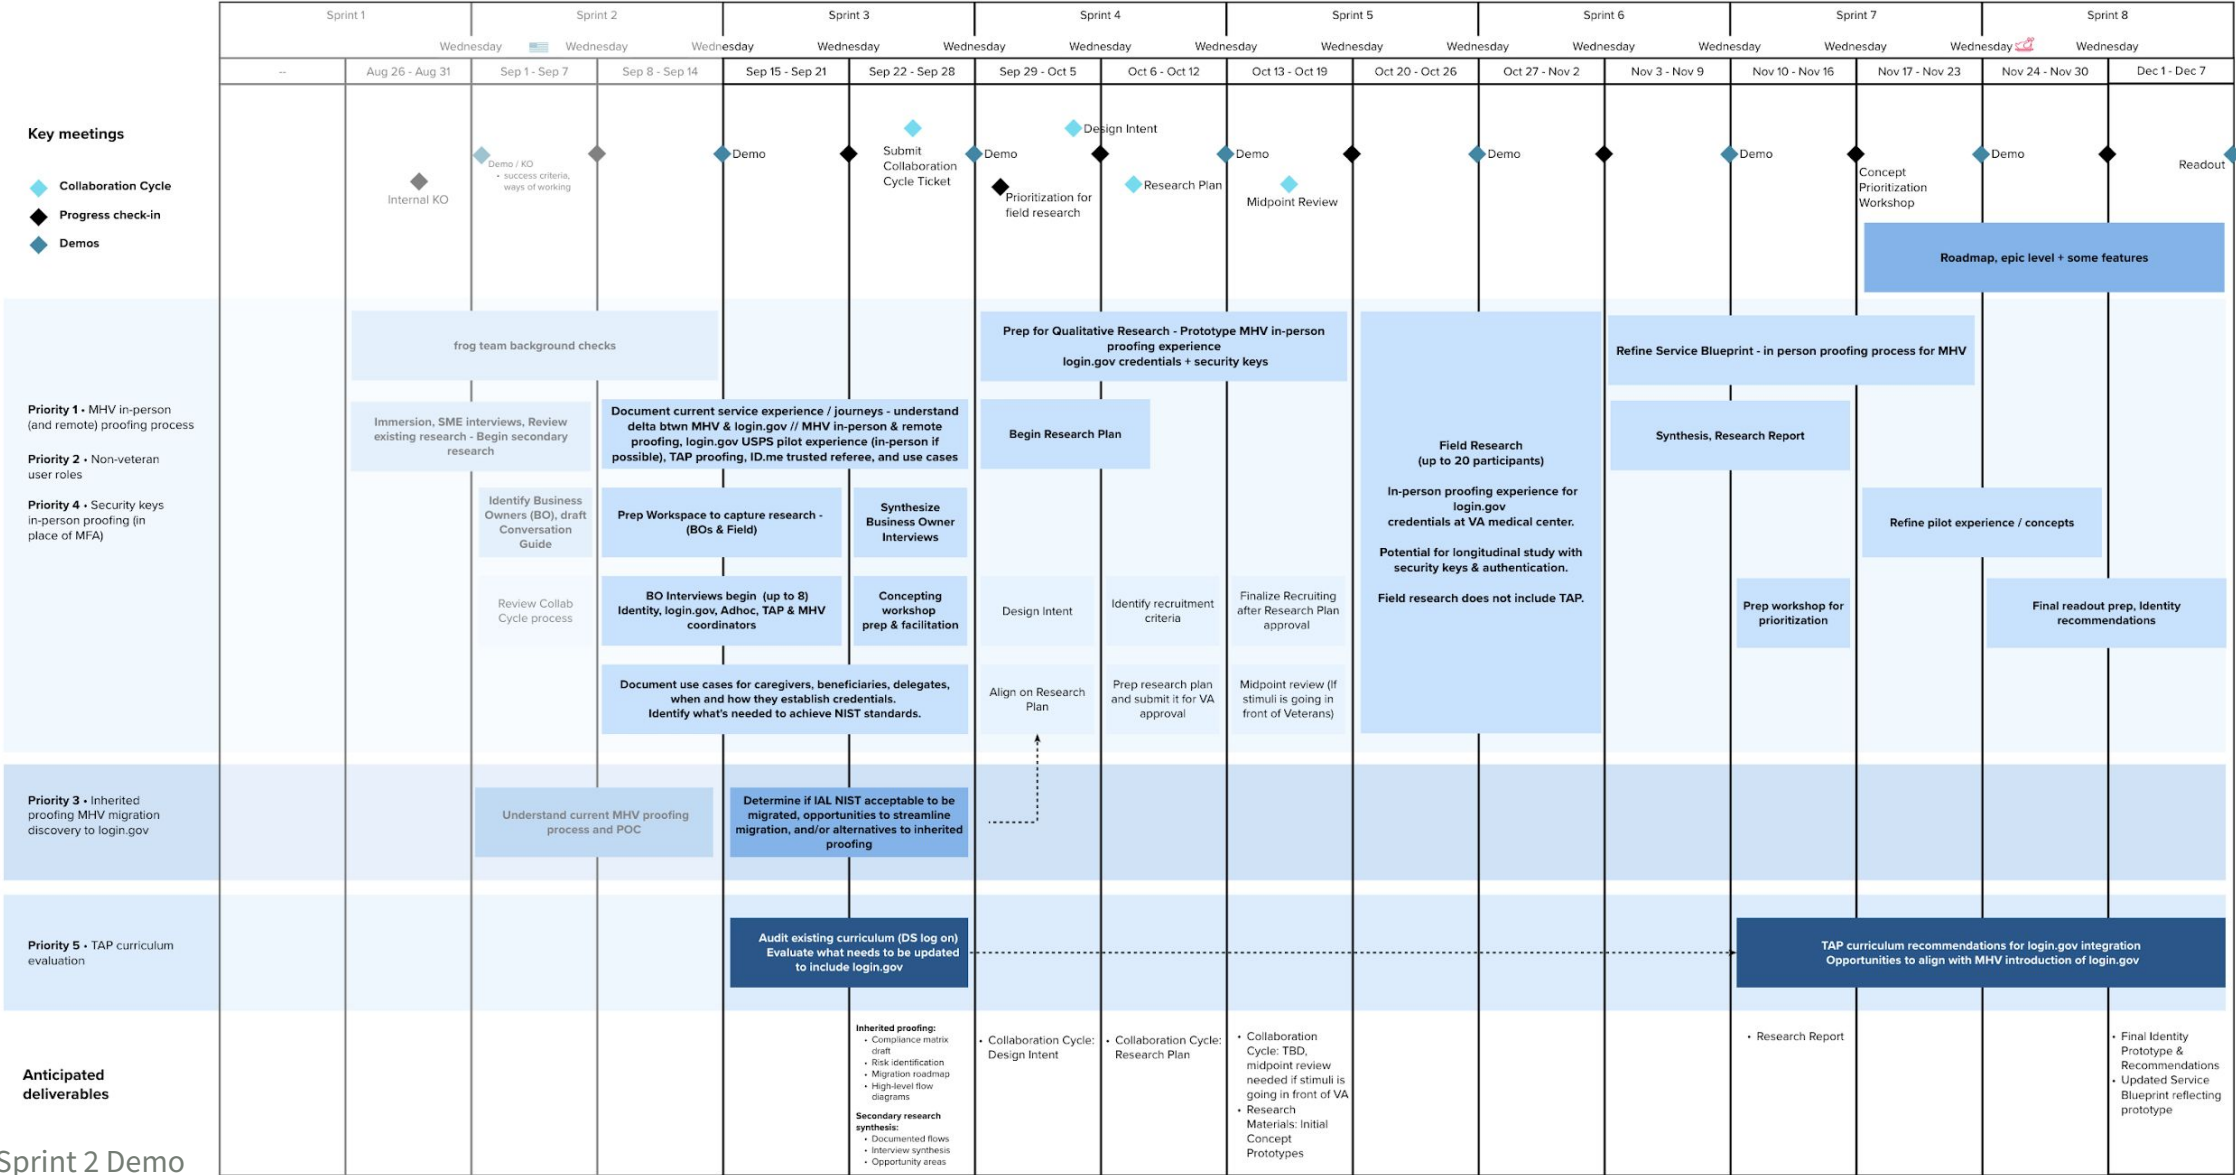 Sprint 1
Sprint 2
Sprint 3
Sprint 4
Sprint 5
Sprint 6
Sprint 7
Sprint 8
Wednesday
Wednesday
Wednesday
Wednesday
Wednesday
Wednesday
Wednesday
Wednesday
Wednesday
Wednesday
Wednesday
Wednesday
Wednesday
Wednesday
--
Aug 26 - Aug 31
Sep 1 - Sep 7
Sep 8 - Sep 14
Sep 15 - Sep 21
Sep 22 - Sep 28
Sep 29 - Oct 5
Oct 6 - Oct 12
Oct 13 - Oct 19
Oct 20 - Oct 26
Oct 27 - Nov 2
Nov 3 - Nov 9
Nov 10 - Nov 16
Nov 17 - Nov 23
Nov 24 - Nov 30
Dec 1 - Dec 7
Key meetings
Collaboration Cycle
Progress check-in
Demos
Internal KO
Demo / KO
• success criteria,
ways of working
Demo
Submit
Collaboration
Cycle Ticket
Demo
Prioritization for
field research
Design Intent
Research Plan
Demo
Midpoint Review
Demo
Demo
Concept
Prioritization
Workshop
Demo
Readout
Roadmap, epic level + some features
Priority 1 • MHV in-person
(and remote) proofing process
Priority 2 • Non-veteran
user roles
Priority 4 • Security keys
in-person proofing (in
place of MFA)
frog team background checks
Prep for Qualitative Research - Prototype MHV in-person
proofing experience
login.gov credentials + security keys
Refine Service Blueprint - in person proofing process for MHV
Immersion, SME interviews, Review
existing research - Begin secondary
research
Document current service experience / journeys - understand
delta btwn MHV & login.gov // MHV in-person & remote
proofing, login.gov USPS pilot experience (in-person if
possible), TAP proofing, ID.me trusted referee, and use cases
Begin Research Plan
Field Research
(up to 20 participants)
In-person proofing experience for
login.gov
credentials at VA medical center.
Potential for longitudinal study with
security keys & authentication.
Field research does not include TAP.
Synthesis, Research Report
Identify Business
Owners (BO), draft
Conversation
Guide
Prep Workspace to capture research -
(BOs & Field)
Synthesize
Business Owner
Interviews
Refine pilot experience / concepts
Review Collab
Cycle process
BO Interviews begin (up to 8)
Identity, login.gov, Adhoc, TAP & MHV
coordinators
Concepting
workshop
prep & facilitation
Design Intent
Identify recruitment
criteria
Finalize Recruiting
after Research Plan
approval
Prep workshop for
prioritization
Final readout prep, Identity
recommendations
Document use cases for caregivers, beneficiaries, delegates,
when and how they establish credentials.
Identify what's needed to achieve NIST standards.
Align on Research
Plan
Prep research plan
and submit it for VA
approval
Midpoint review (If
stimuli is going in
front of Veterans)
Priority 3 • Inherited
proofing MHV migration
discovery to login.gov
Understand current MHV proofing
process and POC
Determine if IAL NIST acceptable to be
migrated, opportunities to streamline
migration, and/or alternatives to inherited
proofing
Priority 5 • TAP curriculum
evaluation
Audit existing curriculum (DS log on)
Evaluate what needs to be updated
to include login.gov
TAP curriculum recommendations for login.gov integration
Opportunities to align with MHV introduction of login.gov
Anticipated
deliverables
Inherited proofing:
• Compliance matrix
draft
• Risk identification
• Migration roadmap
• High-level flow
diagrams
Secondary research
synthesis:
• Documented flows
• Interview synthesis
• Opportunity areas
• Collaboration Cycle:
Design Intent
• Collaboration Cycle:
Research Plan
• Collaboration
Cycle: TBD,
midpoint review
needed if stimuli is
going in front of VA
• Research
Materials: Initial
Concept
Prototypes
• Research Report
• Final Identity
Prototype &
Recommendations
• Updated Service
Blueprint reflecting
prototype
Sprint 2 Demo